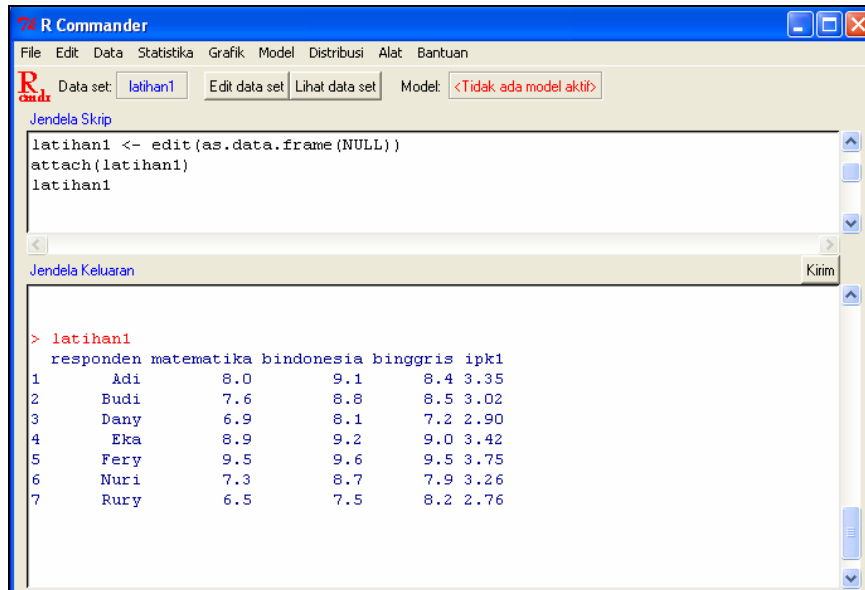 R Commander
File Edit Data Statistika Grafik Model Distribusi Alat Bantuan
R cmdr Data set: latihan1 Edit data set Lihat data set Model: <Tidak ada model aktif>
Jendela Skrip
latihan1 <- edit(as.data.frame(NULL))
attach(latihan1)
latihan1
Jendela Keluaran Kirim
> latihan1
responden matematika bindonesia binggris ipk1
1 Adi 8.0 9.1 8.4 3.35
2 Budi 7.6 8.8 8.5 3.02
3 Dany 6.9 8.1 7.2 2.90
4 Eka 8.9 9.2 9.0 3.42
5 Fery 9.5 9.6 9.5 3.75
6 Nuri 7.3 8.7 7.9 3.26
7 Rury 6.5 7.5 8.2 2.76